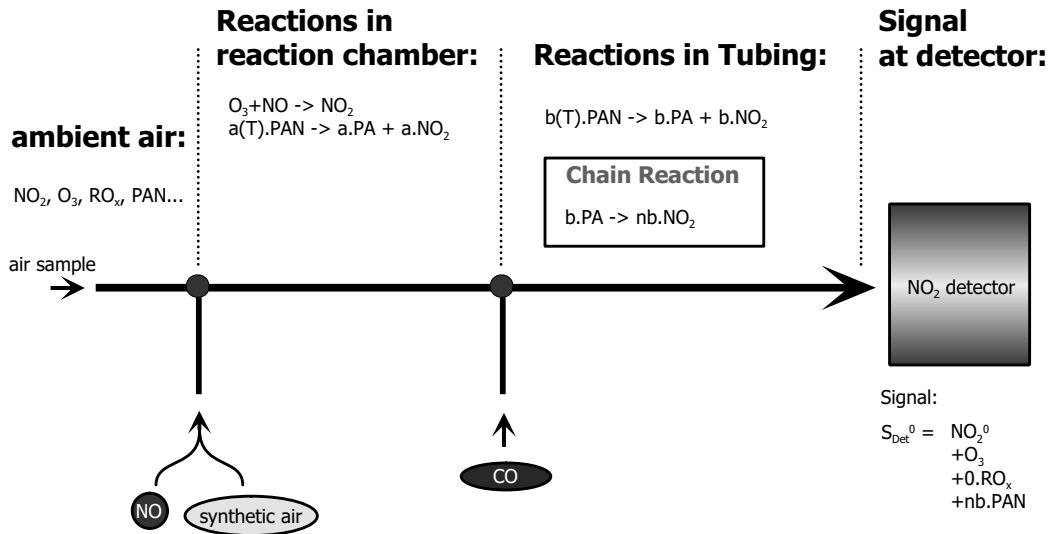 Reactions in
reaction chamber:
Reactions in Tubing:
Signal
at detector:
O₃+NO -> NO₂
a(T).PAN -> a.PA + a.NO₂
b(T).PAN -> b.PA + b.NO₂
ambient air:
Chain Reaction
NO₂, O₃, ROₓ, PAN...
b.PA -> nb.NO₂
air sample
NO₂ detector
Signal:
S_Det⁰ = NO₂⁰
+O₃
+0.ROₓ
+nb.PAN
CO
NO
synthetic air